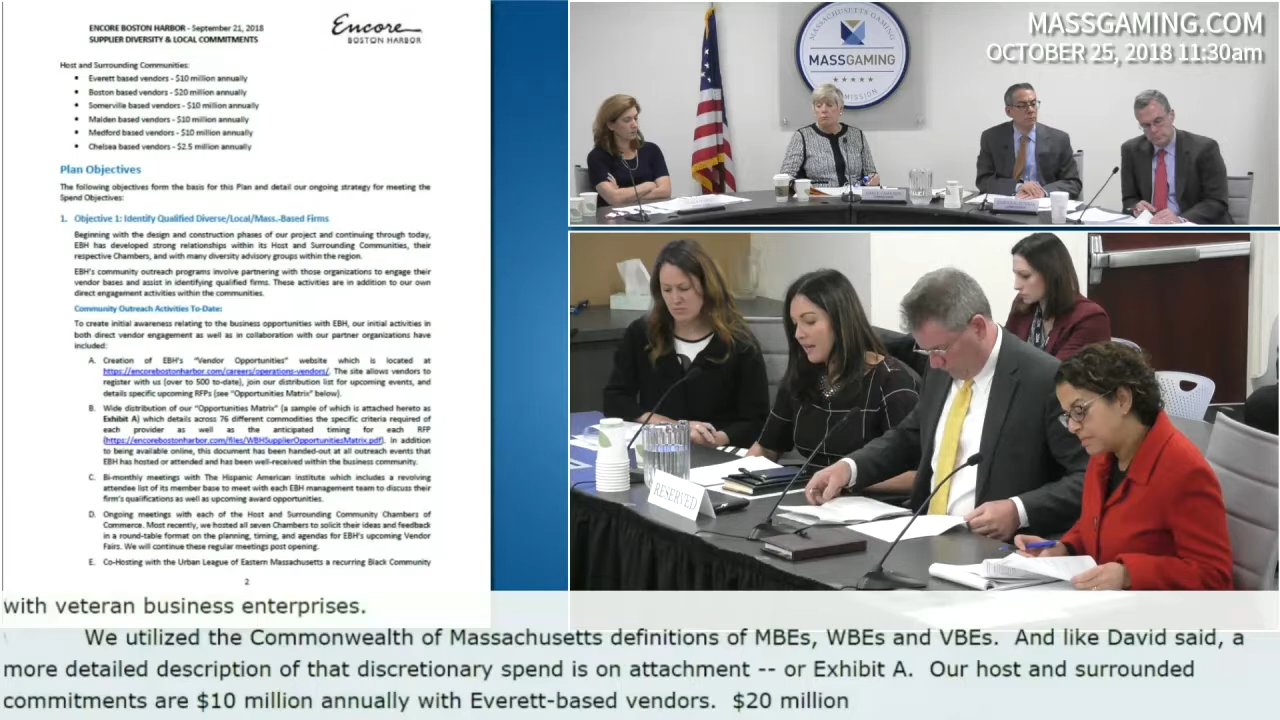 ENCORE BOSTON HARBOR - September 21, 2018
SUPPLIER DIVERSITY & LOCAL COMMITMENTS
Encore
BOSTON HARBOR
Host and Surrounding Communities:
• Everett based vendors - $10 million annually
• Boston based vendors - $20 million annually
• Somerville based vendors - $10 million annually
• Malden based vendors - $10 million annually
• Medford based vendors - $10 million annually
• Chelsea based vendors - $2.5 million annually
Plan Objectives
The following objectives form the basis for this Plan and detail our ongoing strategy for meeting the
Spend Objectives:
1. Objective 1: Identify Qualified Diverse/Local/Mass.-Based Firms
Beginning with the design and construction phases of our project and continuing through today,
EBH has developed strong relationships within its Host and Surrounding Communities, their
respective Chambers, and with many diversity advisory groups within the region.
EBH's community outreach programs involve partnering with those organizations to engage their
vendor bases and assist in identifying qualified firms. These activities are in addition to our own
direct engagement activities within the communities.
Community Outreach Activities To-Date:
To create initial awareness relating to the business opportunities with EBH, our initial activities in
both direct vendor engagement as well as in collaboration with our partner organizations have
included:
A. Creation of EBH's "Vendor Opportunities" website which is located at
https://encorebostonharbor.com/careers/operations-vendors/. The site allows vendors to
register with us (over 500 to-date), join our distribution list for upcoming events, and
details specific upcoming RFPs (see "Opportunities Matrix" below).
B. Wide distribution of our "Opportunities Matrix" (a sample of which is attached hereto as
Exhibit A) which details across 76 different commodities the specific criteria required of
each provider as well as the anticipated timing for each RFP
(https://encorebostonharbor.com/files/WBHSupplierOpportunitiesMatrix.pdf). In addition
to being available online, this document has been handed-out at all outreach events that
EBH has hosted or attended and has been well-received within the business community.
C. Bi-monthly meetings with The Hispanic American Institute which includes a revolving
attendee list of its member base to meet with each EBH management team to discuss their
firm's qualifications as well as upcoming award opportunities.
D. Ongoing meetings with each of the Host and Surrounding Community Chambers of
Commerce. Most recently, we hosted all seven Chambers to solicit their ideas and feedback
in a round-table format on the planning, timing, and agendas for EBH's upcoming Vendor
Fairs. We will continue these regular meetings post opening.
E. Co-Hosting with the Urban League of Eastern Massachusetts a recurring Black Community
2
MASSACHUSETTS GAMING
MASSGAMING
MASSGAMING.COM
OCTOBER 25, 2018 11:30am
RESERVED
with veteran business enterprises.
We utilized the Commonwealth of Massachusetts definitions of MBEs, WBEs and VBEs. And like David said, a
more detailed description of that discretionary spend is on attachment -- or Exhibit A. Our host and surrounded
commitments are $10 million annually with Everett-based vendors. $20 million